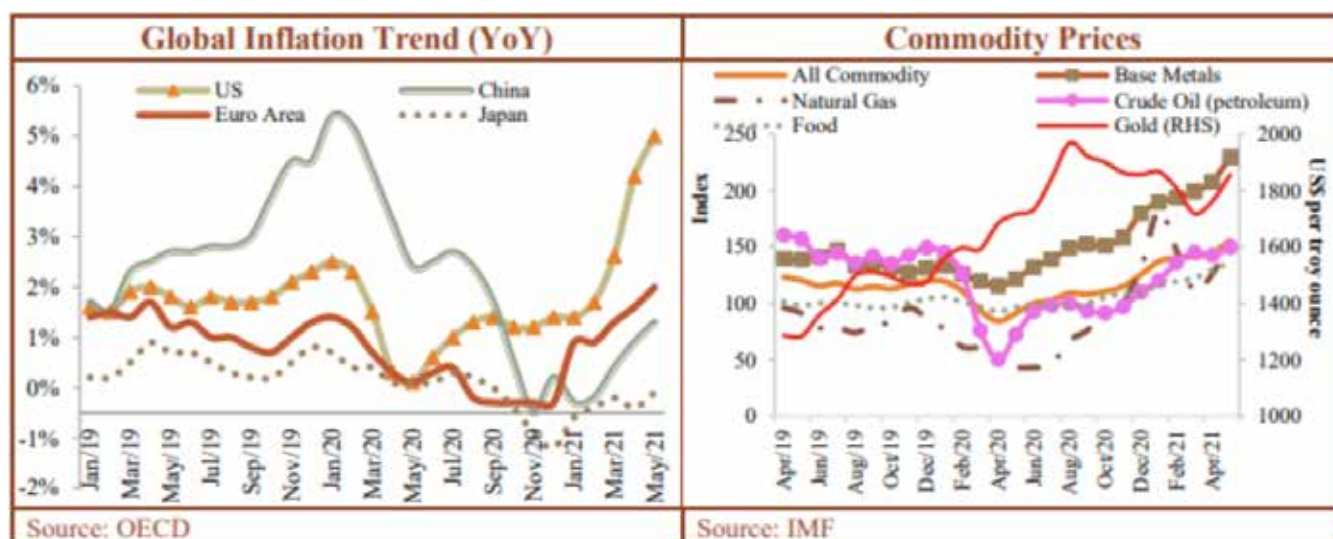 Global Inflation Trend (YoY)
US
China
Euro Area
Japan
6%
5%
4%
3%
2%
1%
0%
-1%
-2%
Jan/19
Mar/19
May/19
Jul/19
Sep/19
Nov/19
Jan/20
Mar/20
May/20
Jul/20
Sep/20
Nov/20
Jan/21
Mar/21
May/21
Source: OECD
Commodity Prices
All Commodity
Base Metals
Natural Gas
Crude Oil (petroleum)
Food
Gold (RHS)
Index
250
200
150
100
50
0
2000
1800
1600
1400
1200
1000
US$ per troy ounce
Apr/19
Jun/19
Aug/19
Oct/19
Dec/19
Feb/20
Apr/20
Jun/20
Aug/20
Oct/20
Dec/20
Feb/21
Apr/21
Source: IMF